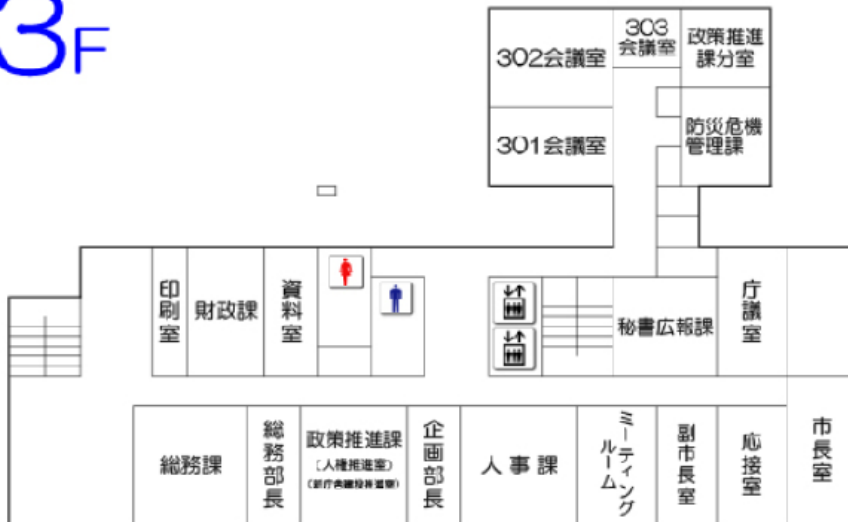 3F
302会議室
303
会議室
政策推進
課分室
301会議室
防災危機
管理課
印刷室
財政課
資料室
秘書広報課
庁議室
総務課
総務部長
政策推進課
(人権推進室)
企画部長
人事課
ミーティング
ルーム
副市長室
応接室
市長室